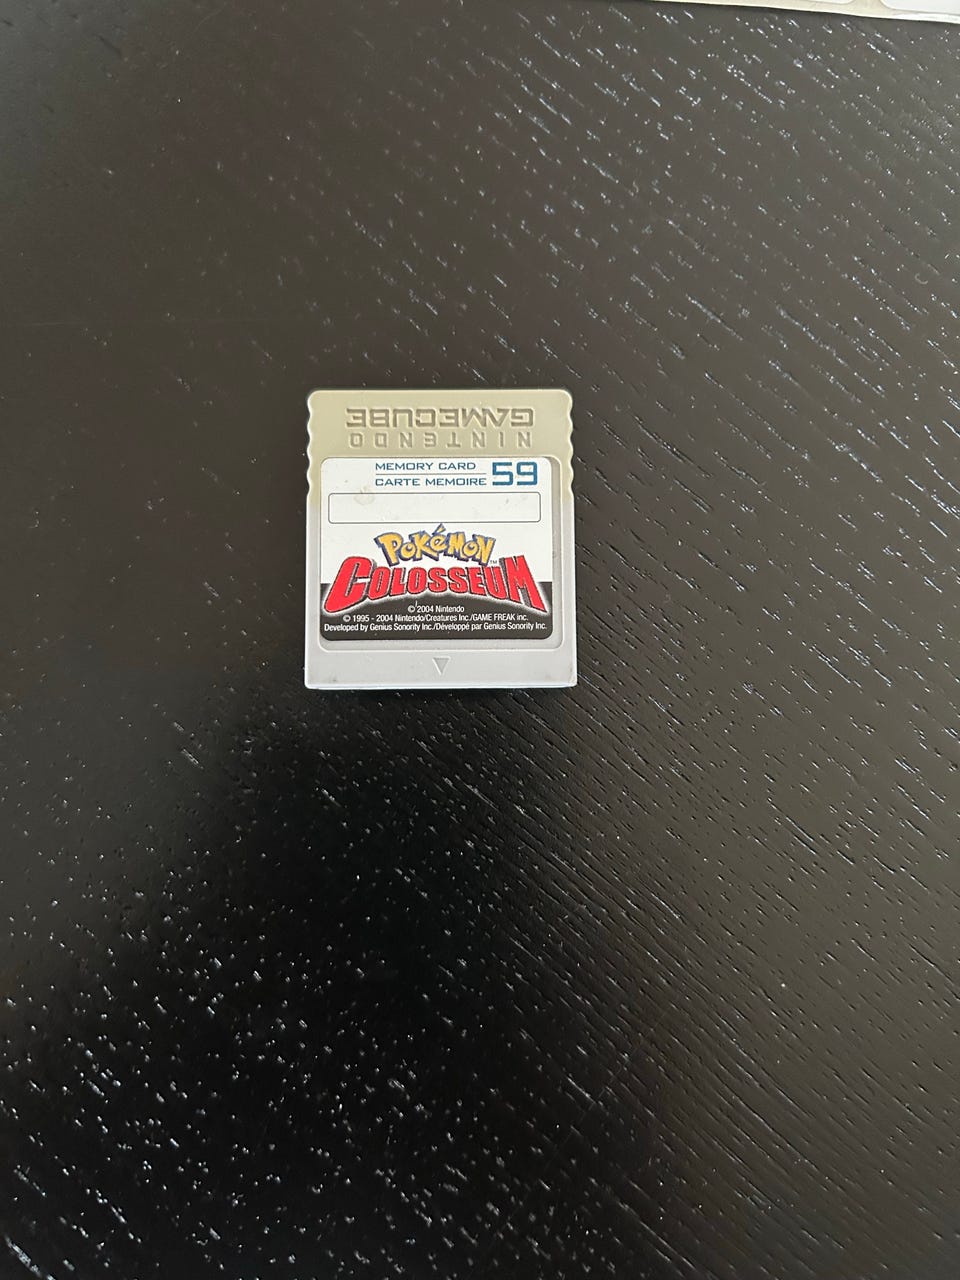 NINTENDO
GAMECUBE
MEMORY CARD 59
CARTE MEMOIRE
POKéMON™
COLOSSEUM
© 2004 Nintendo
© 1995 - 2004 Nintendo/Creatures Inc./GAME FREAK inc.
Developed by Genius Sonority Inc./Développé par Genius Sonority Inc.